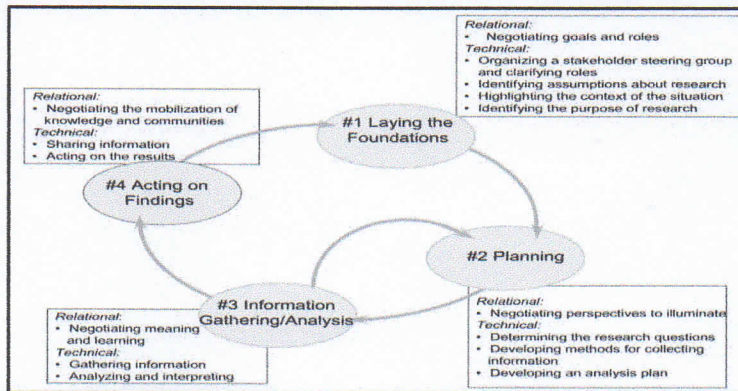 Relational:
• Negotiating goals and roles
Technical:
• Organizing a stakeholder steering group
and clarifying roles
• Identifying assumptions about research
• Highlighting the context of the situation
• Identifying the purpose of research
#1 Laying the
Foundations
Relational:
• Negotiating the mobilization of
knowledge and communities
Technical:
• Sharing information
• Acting on the results
#4 Acting on
Findings
#2 Planning
Relational:
• Negotiating perspectives to illuminate
Technical:
• Determining the research questions
• Developing methods for collecting
information
• Developing an analysis plan
#3 Information
Gathering/Analysis
Relational:
• Negotiating meaning
and learning
Technical:
• Gathering information
• Analyzing and interpreting